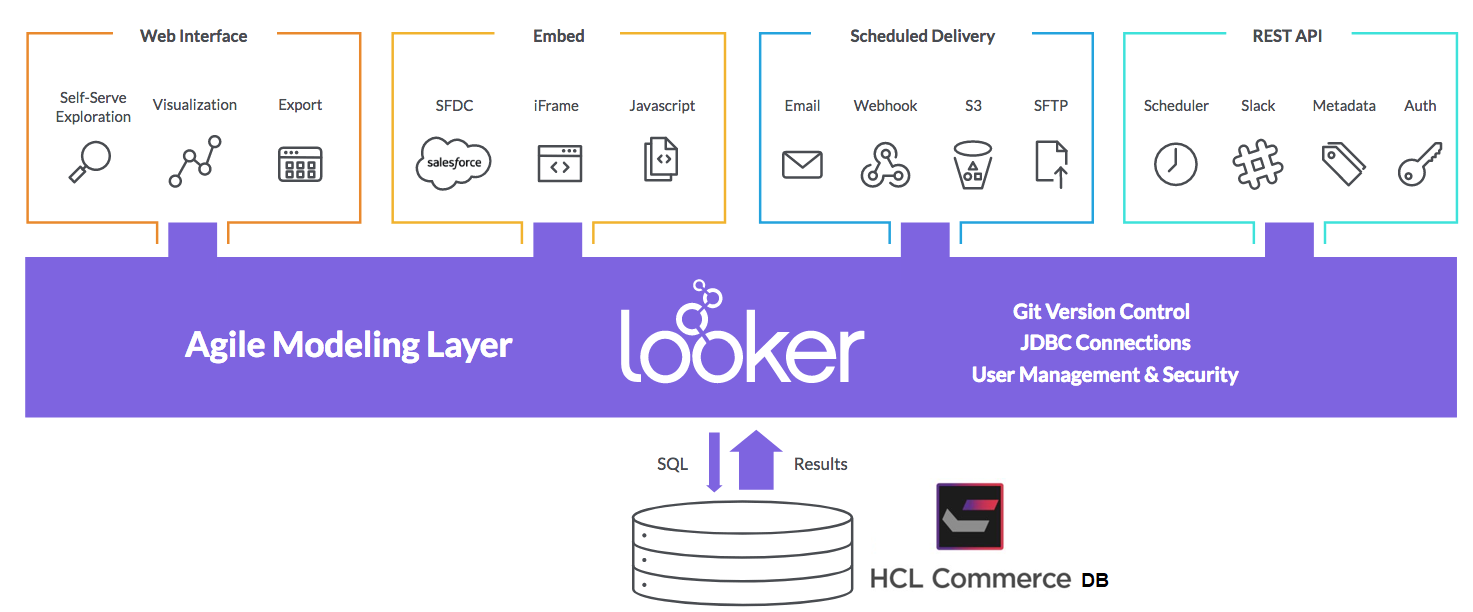 Web Interface
Embed
Scheduled Delivery
REST API
Self-Serve
Exploration
Visualization
Export
SFDC
iFrame
Javascript
Email
Webhook
S3
SFTP
Scheduler
Slack
Metadata
Auth
salesforce
Agile Modeling Layer
looker
Git Version Control
JDBC Connections
User Management & Security
SQL
Results
HCL Commerce DB